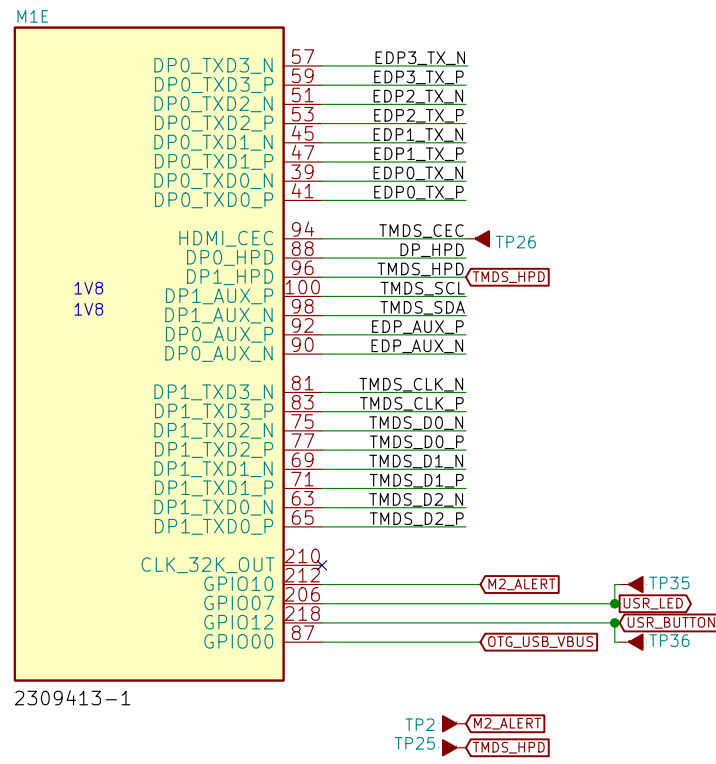 M1E
DP0_TXD3_N 57 EDP3_TX_N
DP0_TXD3_P 59 EDP3_TX_P
DP0_TXD2_N 51 EDP2_TX_N
DP0_TXD2_P 53 EDP2_TX_P
DP0_TXD1_N 45 EDP1_TX_N
DP0_TXD1_P 47 EDP1_TX_P
DP0_TXD0_N 39 EDP0_TX_N
DP0_TXD0_P 41 EDP0_TX_P
HDMI_CEC 94 TMDS_CEC TP26
DP0_HPD 88 DP_HPD
DP1_HPD 96 TMDS_HPD TMDS_HPD
1V8 DP1_AUX_P 100 TMDS_SCL
1V8 DP1_AUX_N 98 TMDS_SDA
DP0_AUX_P 92 EDP_AUX_P
DP0_AUX_N 90 EDP_AUX_N
DP1_TXD3_N 81 TMDS_CLK_N
DP1_TXD3_P 83 TMDS_CLK_P
DP1_TXD2_N 75 TMDS_D0_N
DP1_TXD2_P 77 TMDS_D0_P
DP1_TXD1_N 69 TMDS_D1_N
DP1_TXD1_P 71 TMDS_D1_P
DP1_TXD0_N 63 TMDS_D2_N
DP1_TXD0_P 65 TMDS_D2_P
CLK_32K_OUT 210
GPIO10 212 M2_ALERT TP35
GPIO07 206 USR_LED
GPIO12 218 USR_BUTTON
GPIO00 87 OTG_USB_VBUS TP36
2309413-1
TP2 M2_ALERT
TP25 TMDS_HPD